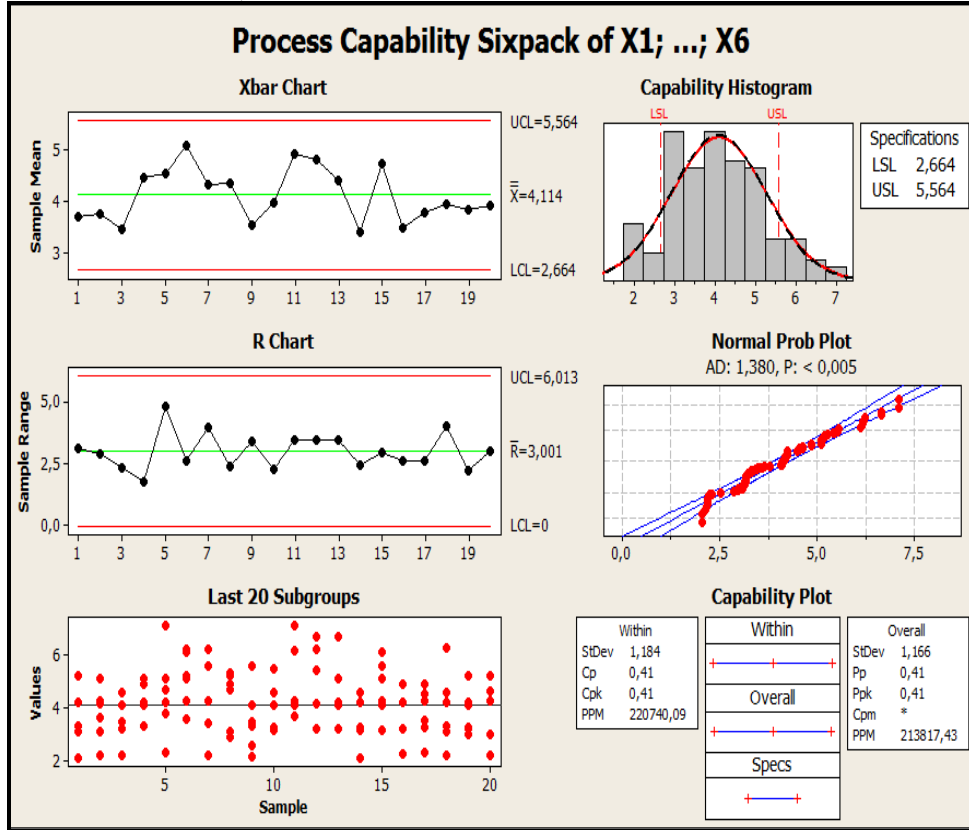 Process Capability Sixpack of X1; ...; X6
Xbar Chart
Sample Mean
5
4
3
1 3 5 7 9 11 13 15 17 19
UCL=5,564
X=4,114
LCL=2,664
Capability Histogram
LSL USL
2 3 4 5 6 7
Specifications
LSL 2,664
USL 5,564
R Chart
Sample Range
5,0
2,5
0,0
1 3 5 7 9 11 13 15 17 19
UCL=6,013
R=3,001
LCL=0
Normal Prob Plot
AD: 1,380, P: < 0,005
0,0 2,5 5,0 7,5
Last 20 Subgroups
Values
6
4
2
5 10 15 20
Sample
Capability Plot
Within
StDev 1,184
Cp 0,41
Cpk 0,41
PPM 220740,09
Within
Overall
Specs
Overall
StDev 1,166
Pp 0,41
Ppk 0,41
Cpm *
PPM 213817,43